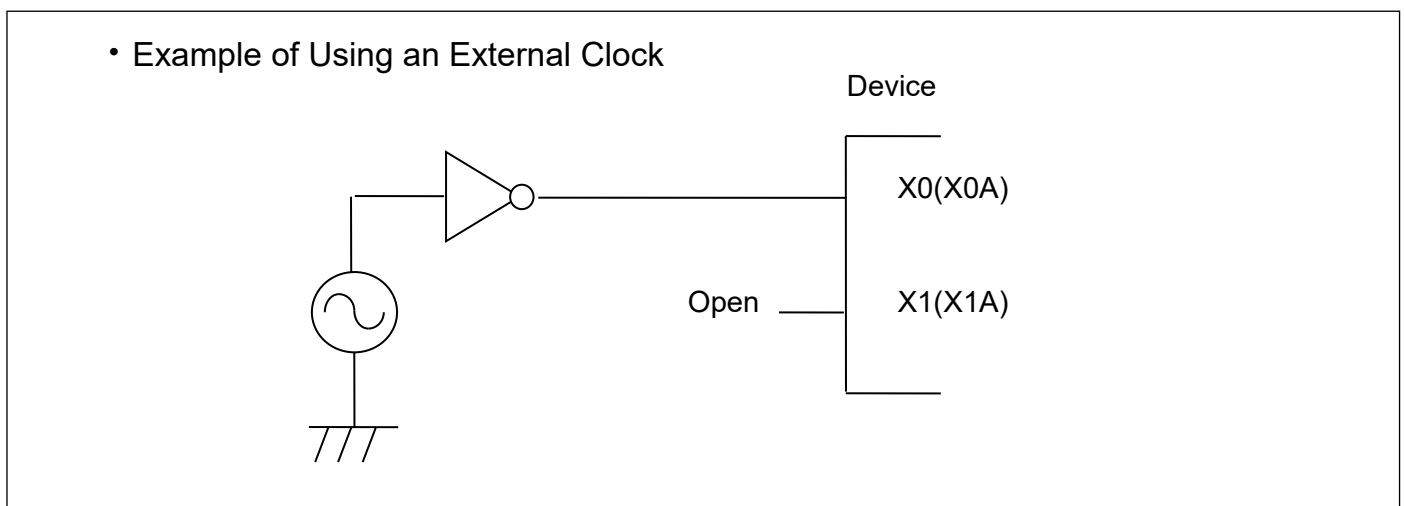 • Example of Using an External Clock
Device
X0(X0A)
Open
X1(X1A)